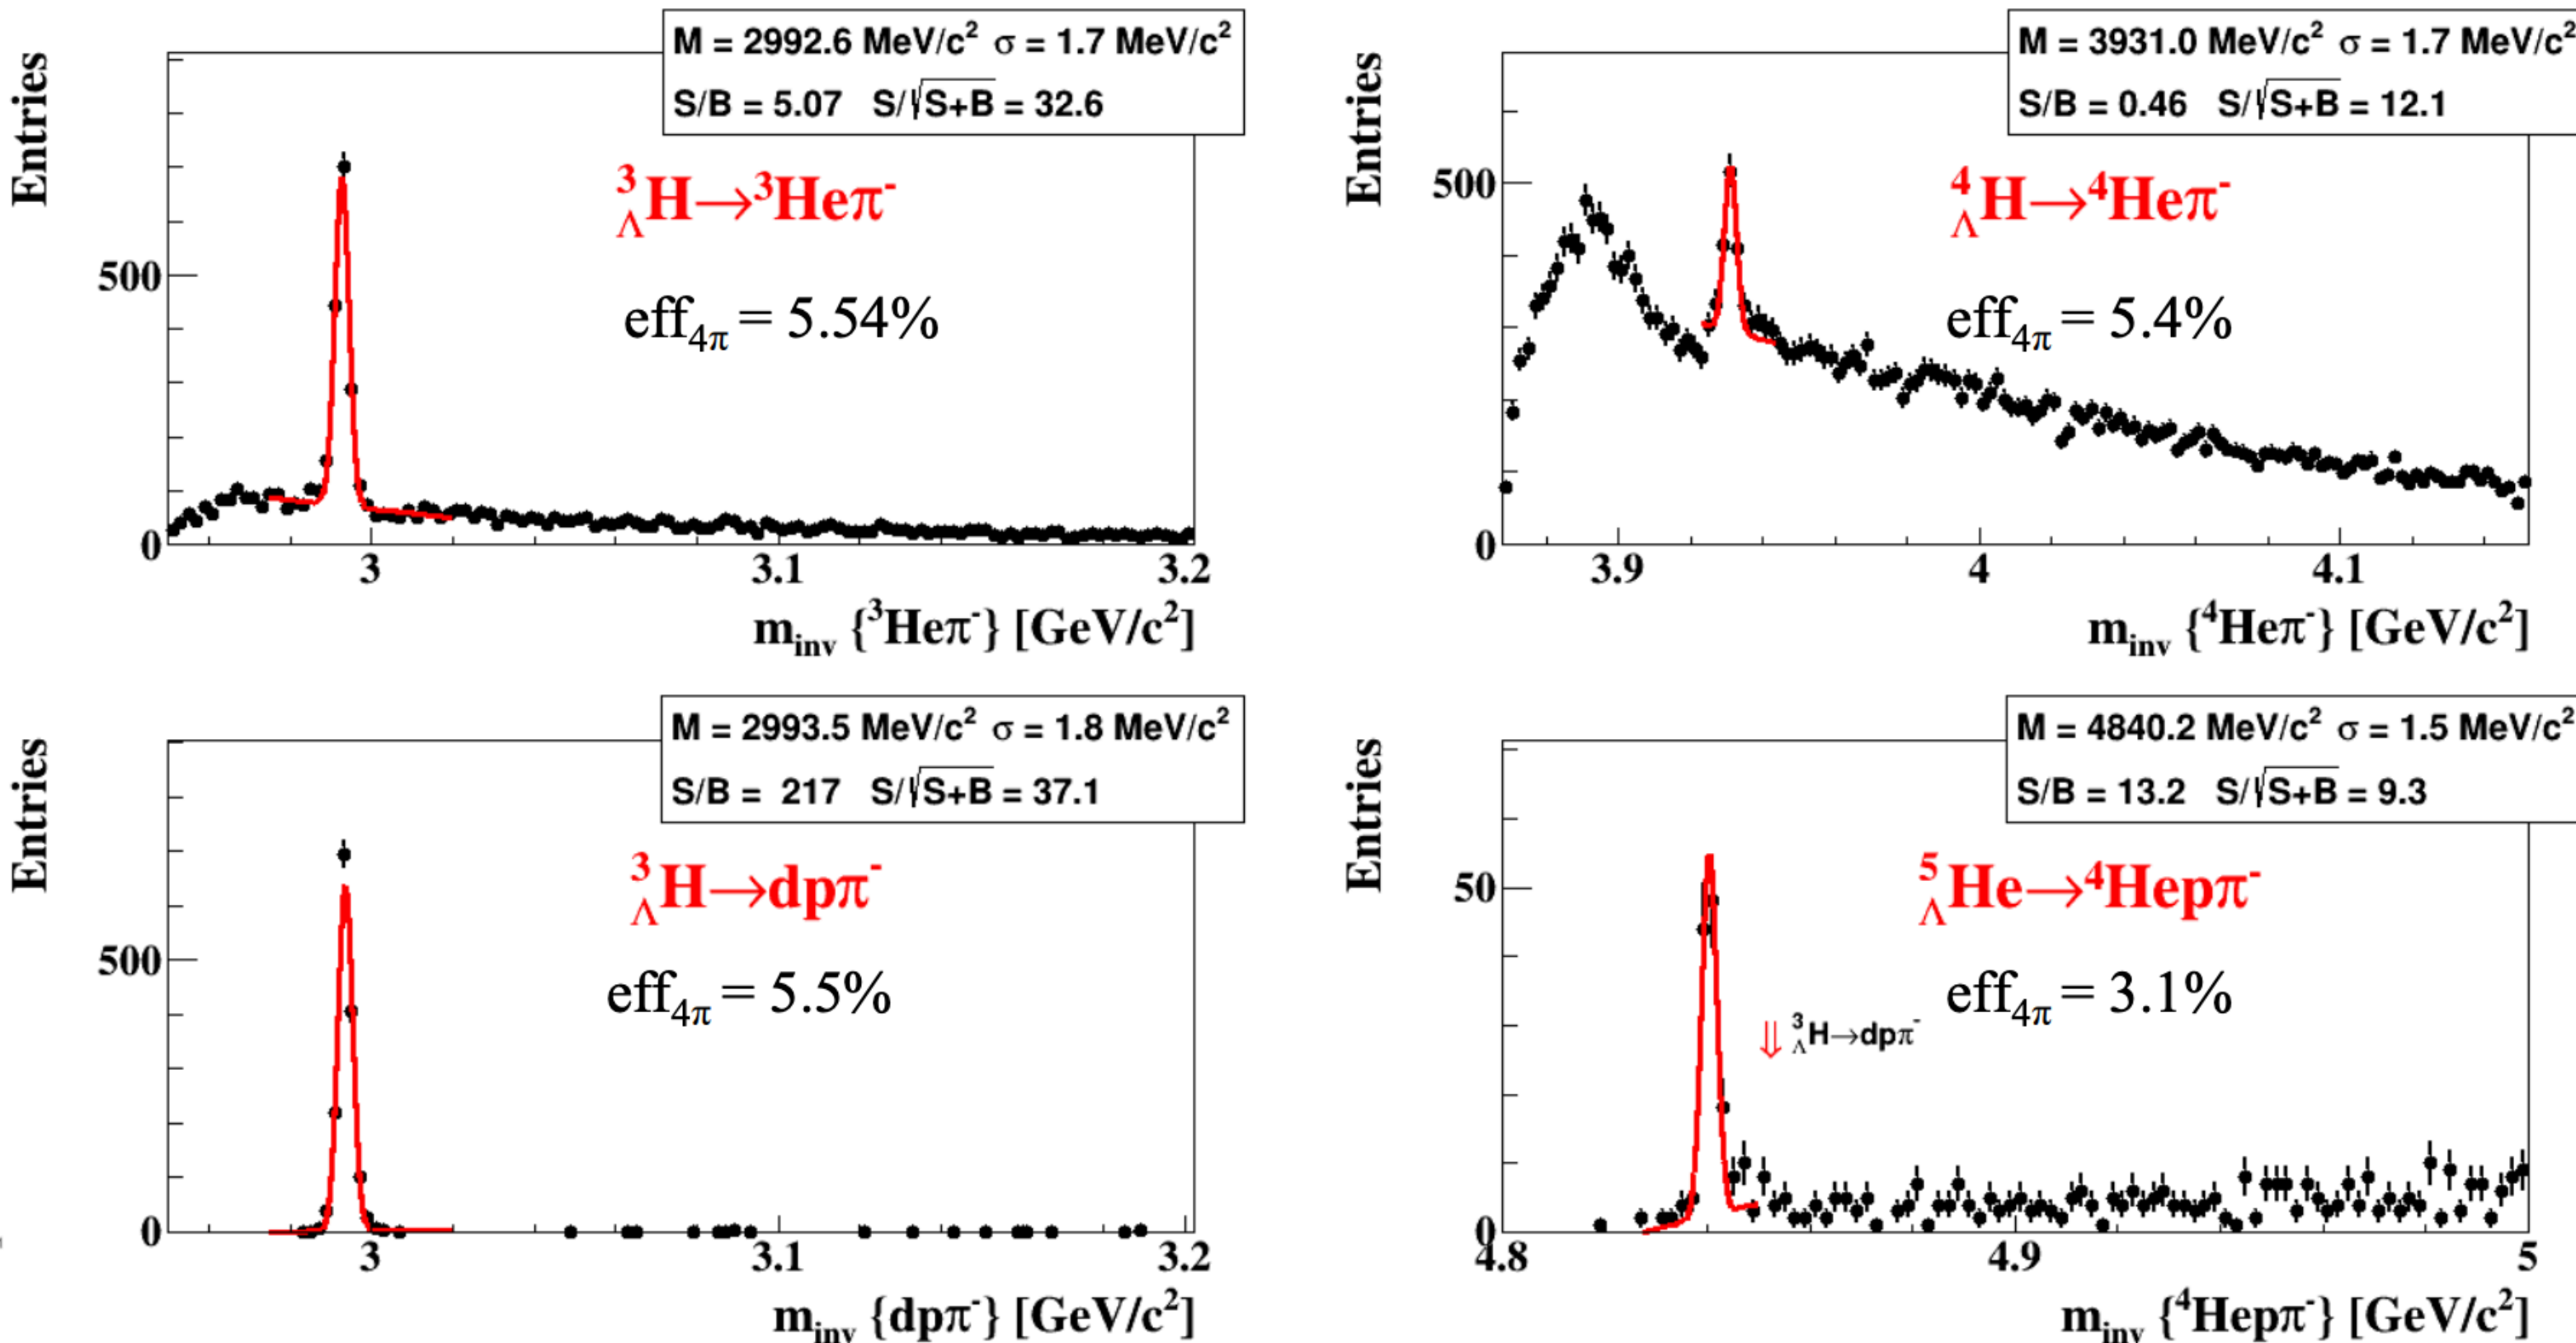 M = 2992.6 MeV/c² σ = 1.7 MeV/c²
S/B = 5.07 S/√S+B = 32.6
Entries
³ΛH→³Heπ⁻
eff4π = 5.54%
500
0
3 3.1 3.2
minv {³Heπ⁻} [GeV/c²]
M = 3931.0 MeV/c² σ = 1.7 MeV/c²
S/B = 0.46 S/√S+B = 12.1
Entries
⁴ΛH→⁴Heπ⁻
eff4π = 5.4%
500
0
3.9 4 4.1
minv {⁴Heπ⁻} [GeV/c²]
M = 2993.5 MeV/c² σ = 1.8 MeV/c²
S/B = 217 S/√S+B = 37.1
Entries
³ΛH→dpπ⁻
eff4π = 5.5%
500
0
3 3.1 3.2
minv {dpπ⁻} [GeV/c²]
M = 4840.2 MeV/c² σ = 1.5 MeV/c²
S/B = 13.2 S/√S+B = 9.3
Entries
⁵ΛHe→⁴Hepπ⁻
50
eff4π = 3.1%
⇓ ³ΛH→dpπ⁻
0
4.8 4.9 5
minv {⁴Hepπ⁻} [GeV/c²]